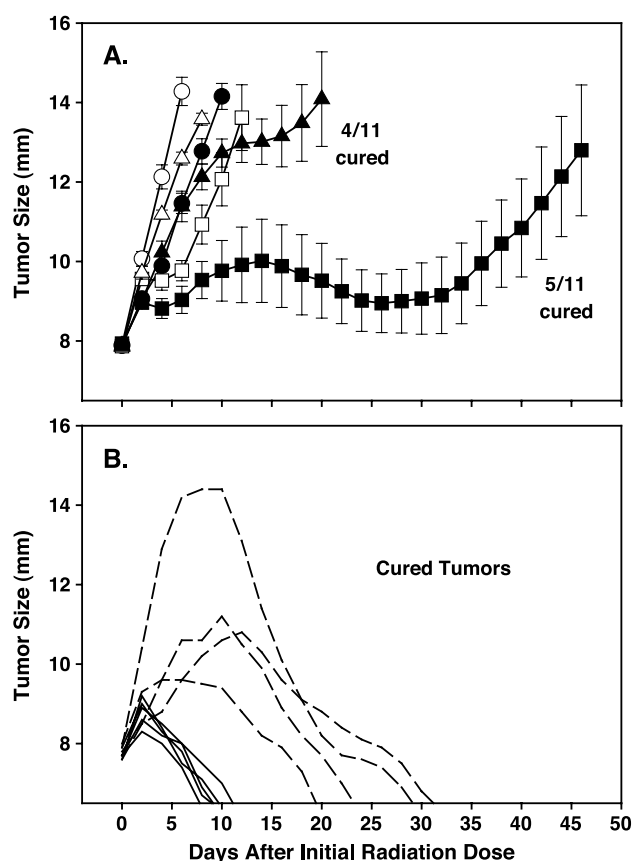 A.
16
14
12
10
8
Tumor Size (mm)
4/11
cured
5/11
cured
B.
16
14
12
10
8
Tumor Size (mm)
Cured Tumors
0 5 10 15 20 25 30 35 40 45 50
Days After Initial Radiation Dose